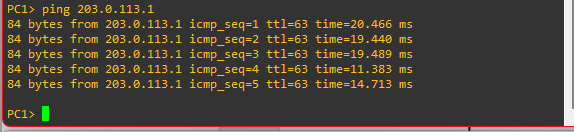 PC1> ping 203.0.113.1
84 bytes from 203.0.113.1 icmp_seq=1 ttl=63 time=20.466 ms
84 bytes from 203.0.113.1 icmp_seq=2 ttl=63 time=19.440 ms
84 bytes from 203.0.113.1 icmp_seq=3 ttl=63 time=19.489 ms
84 bytes from 203.0.113.1 icmp_seq=4 ttl=63 time=11.383 ms
84 bytes from 203.0.113.1 icmp_seq=5 ttl=63 time=14.713 ms
PC1>